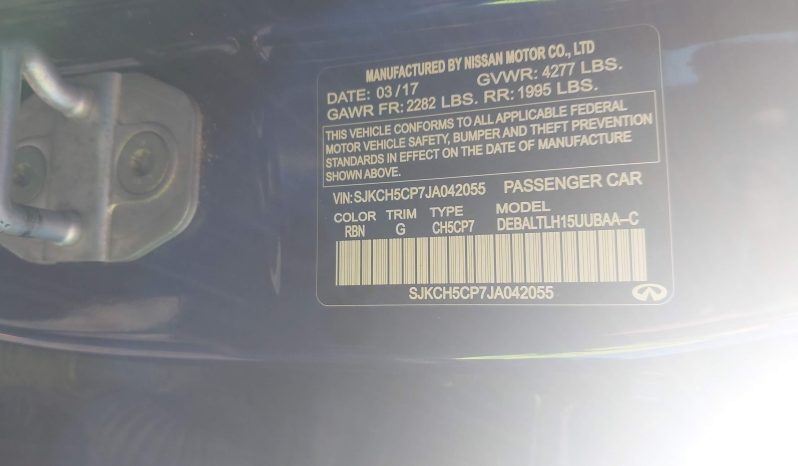 MANUFACTURED BY NISSAN MOTOR CO., LTD
DATE: 03/17 GVWR: 4277 LBS.
GAWR FR: 2282 LBS. RR: 1995 LBS.
THIS VEHICLE CONFORMS TO ALL APPLICABLE FEDERAL
MOTOR VEHICLE SAFETY, BUMPER AND THEFT PREVENTION
STANDARDS IN EFFECT ON THE DATE OF MANUFACTURE
SHOWN ABOVE.
VIN: SJKCH5CP7JA042055 PASSENGER CAR
COLOR TRIM TYPE MODEL
RBN G CH5CP7 DEBALTLH15UUBAA-C
SJKCH5CP7JA042055